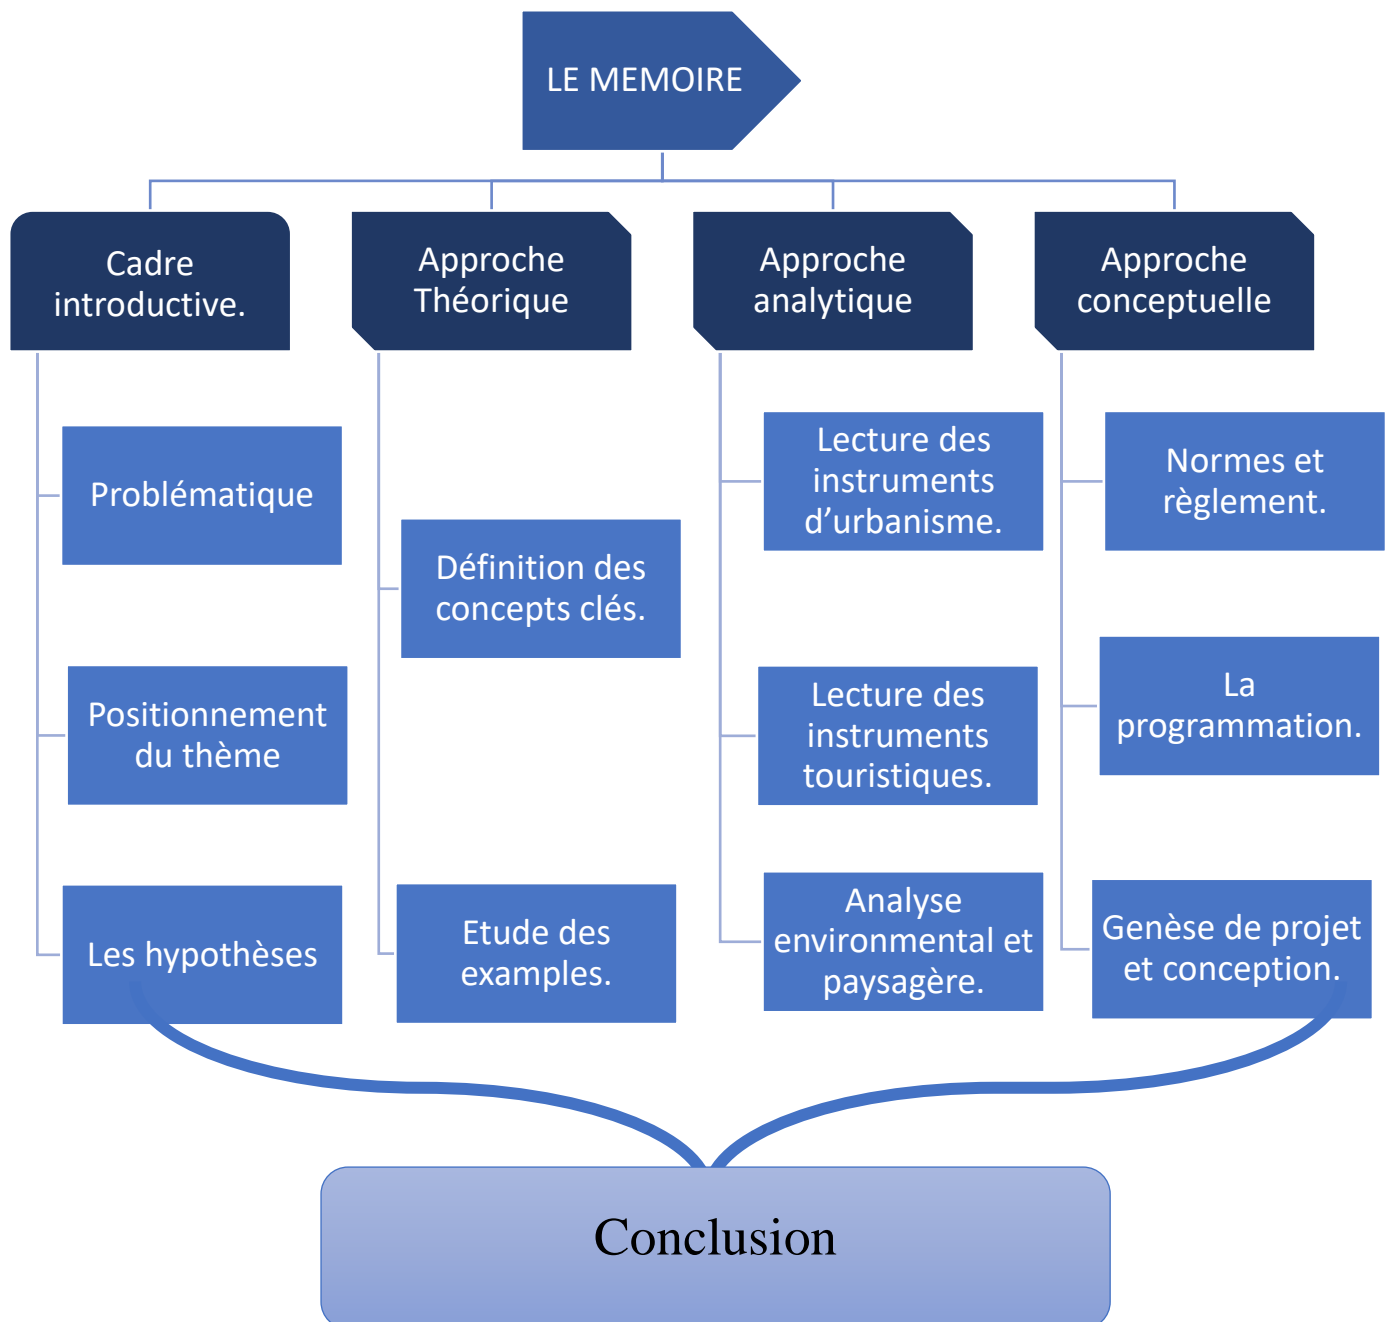 LE MEMOIRE
Cadre
introductive.
Problématique
Positionnement
du thème
Les hypothèses
Approche
Théorique
Définition des
concepts clés.
Etude des
examples.
Approche
analytique
Lecture des
instruments
d’urbanisme.
Lecture des
instruments
touristiques.
Analyse
environmental et
paysagère.
Approche
conceptuelle
Normes et
règlement.
La
programmation.
Genèse de projet
et conception.
Conclusion